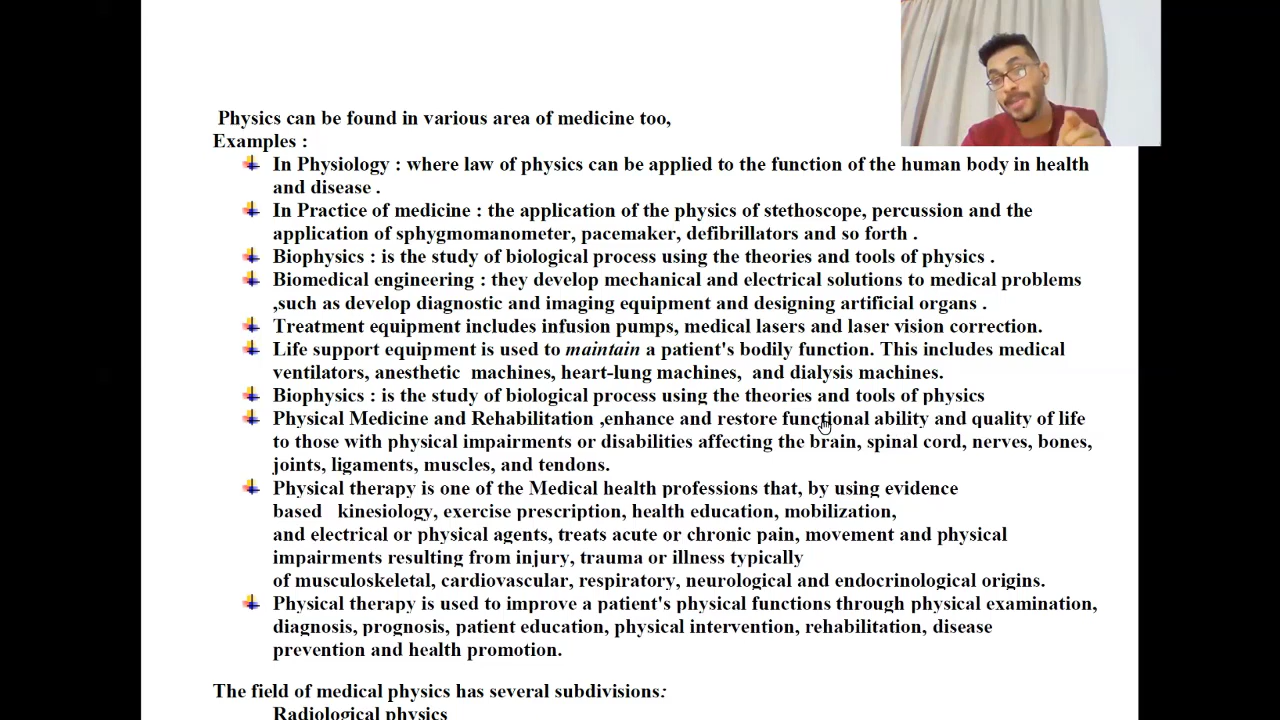 Physics can be found in various area of medicine too,
Examples :
In Physiology : where law of physics can be applied to the function of the human body in health
and disease .
In Practice of medicine : the application of the physics of stethoscope, percussion and the
application of sphygmomanometer, pacemaker, defibrillators and so forth .
Biophysics : is the study of biological process using the theories and tools of physics .
Biomedical engineering : they develop mechanical and electrical solutions to medical problems
,such as develop diagnostic and imaging equipment and designing artificial organs .
Treatment equipment includes infusion pumps, medical lasers and laser vision correction.
Life support equipment is used to maintain a patient's bodily function. This includes medical
ventilators, anesthetic machines, heart-lung machines, and dialysis machines.
Biophysics : is the study of biological process using the theories and tools of physics
Physical Medicine and Rehabilitation ,enhance and restore functional ability and quality of life
to those with physical impairments or disabilities affecting the brain, spinal cord, nerves, bones,
joints, ligaments, muscles, and tendons.
Physical therapy is one of the Medical health professions that, by using evidence
based kinesiology, exercise prescription, health education, mobilization,
and electrical or physical agents, treats acute or chronic pain, movement and physical
impairments resulting from injury, trauma or illness typically
of musculoskeletal, cardiovascular, respiratory, neurological and endocrinological origins.
Physical therapy is used to improve a patient's physical functions through physical examination,
diagnosis, prognosis, patient education, physical intervention, rehabilitation, disease
prevention and health promotion.
The field of medical physics has several subdivisions:
Radiological physics